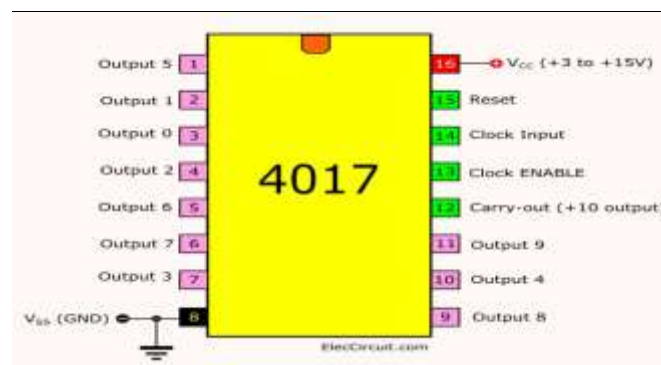 Output 5 1
16 Vcc (+3 to +15V)
Output 1 2
15 Reset
Output 0 3
14 Clock Input
Output 2 4
13 Clock ENABLE
4017
Output 6 5
12 Carry-out (+10 output)
Output 7 6
11 Output 9
Output 3 7
10 Output 4
Vss (GND) 8
9 Output 8
ElecCircuit.com